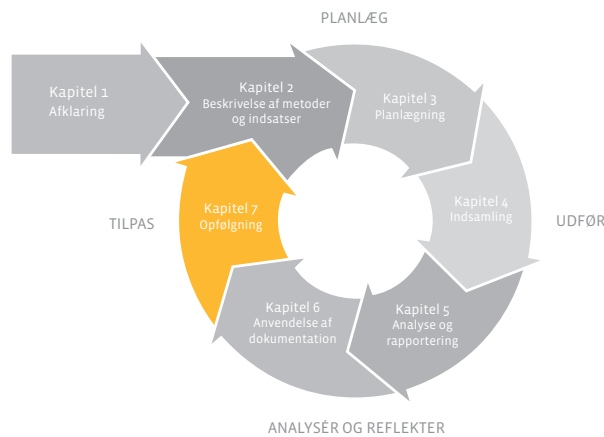 PLANLÆG
Kapitel 1
Afklaring
Kapitel 2
Beskrivelse af metoder
og indsatser
Kapitel 3
Planlægning
Kapitel 4
Indsamling
UDFØR
Kapitel 5
Analyse og
rapportering
Kapitel 6
Anvendelse af
dokumentation
ANALYSÉR OG REFLEKTER
Kapitel 7
Opfølgning
TILPAS